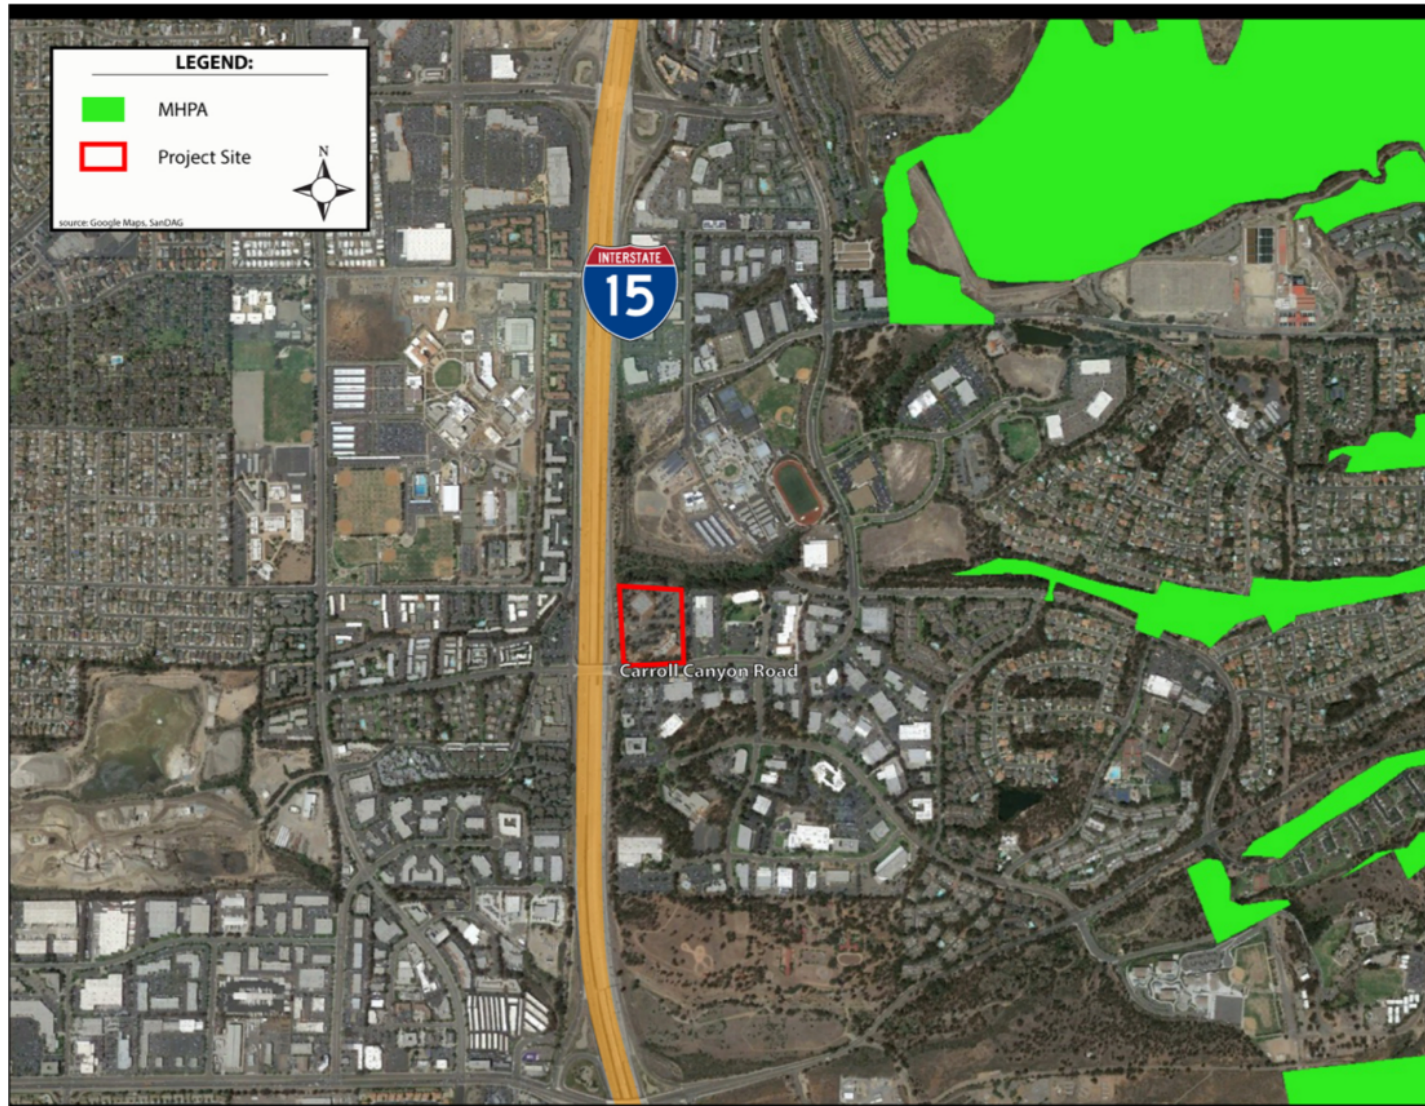 LEGEND:
MHPA
Project Site
N
source: Google Maps, SanDAG
INTERSTATE
15
Carroll Canyon Road